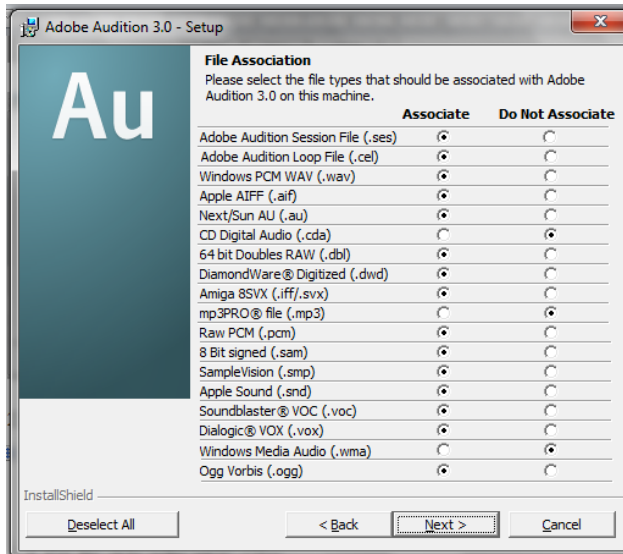 Adobe Audition 3.0 - Setup
Au
File Association
Please select the file types that should be associated with Adobe
Audition 3.0 on this machine.
Associate Do Not Associate
Adobe Audition Session File (.ses)
Adobe Audition Loop File (.cel)
Windows PCM WAV (.wav)
Apple AIFF (.aif)
Next/Sun AU (.au)
CD Digital Audio (.cda)
64 bit Doubles RAW (.dbl)
DiamondWare® Digitized (.dwd)
Amiga 8SVX (.iff/.svx)
mp3PRO® file (.mp3)
Raw PCM (.pcm)
8 Bit signed (.sam)
SampleVision (.smp)
Apple Sound (.snd)
Soundblaster® VOC (.voc)
Dialogic® VOX (.vox)
Windows Media Audio (.wma)
Ogg Vorbis (.ogg)
InstallShield
Deselect All < Back Next > Cancel